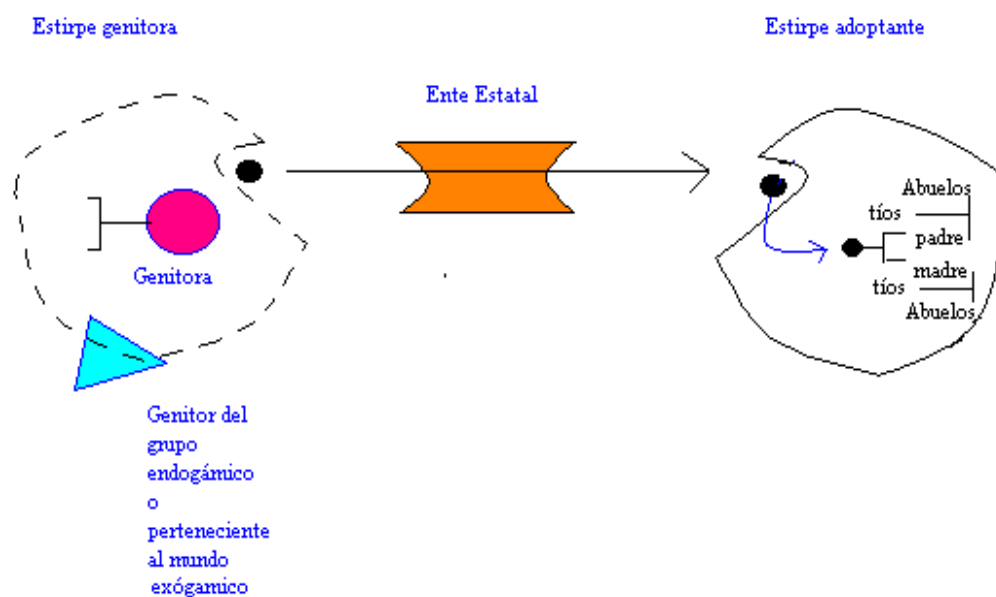 Estirpe genitora
Estirpe adoptante
Ente Estatal
Abuelos
tíos
padre
madre
tíos
Abuelos
Genitora
Genitor del
grupo
endogámico
o
perteneciente
al mundo
exógamico